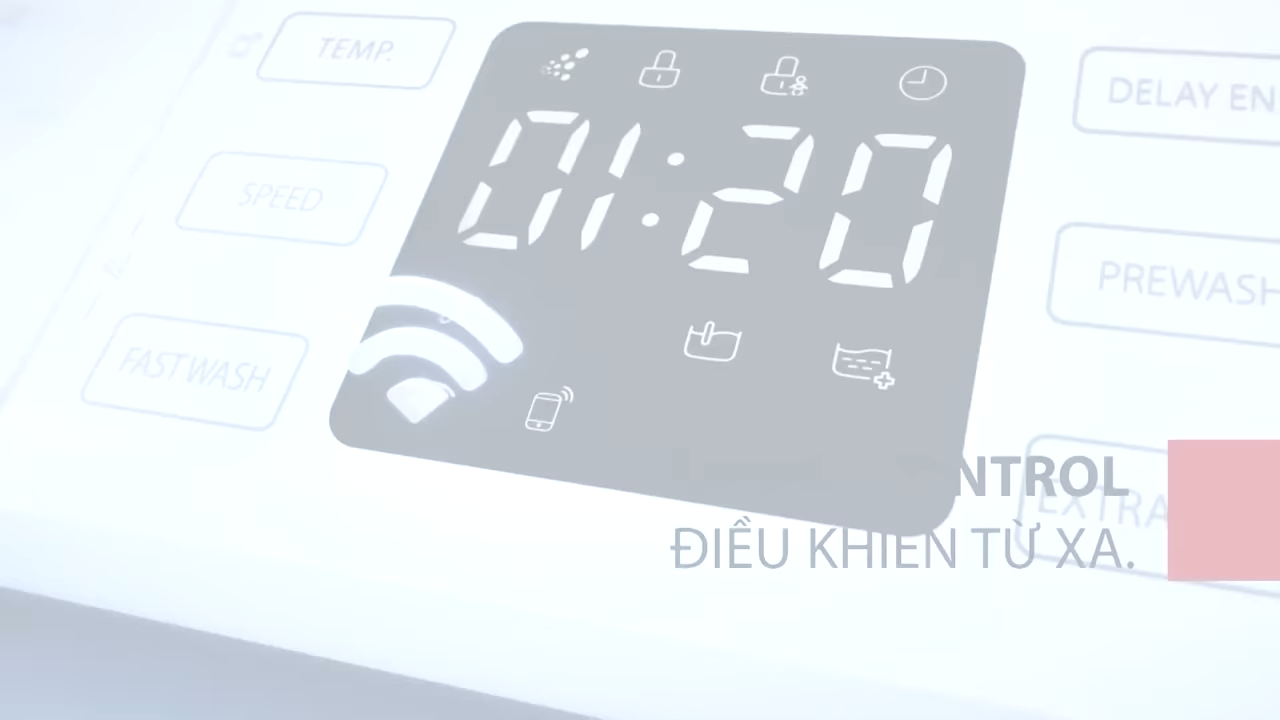 TEMP.
DELAY EN
01:20
SPEED
PREWASH
FAST WASH
NTROL
EXTRA
ĐIỀU KHIỂN TỪ XA.